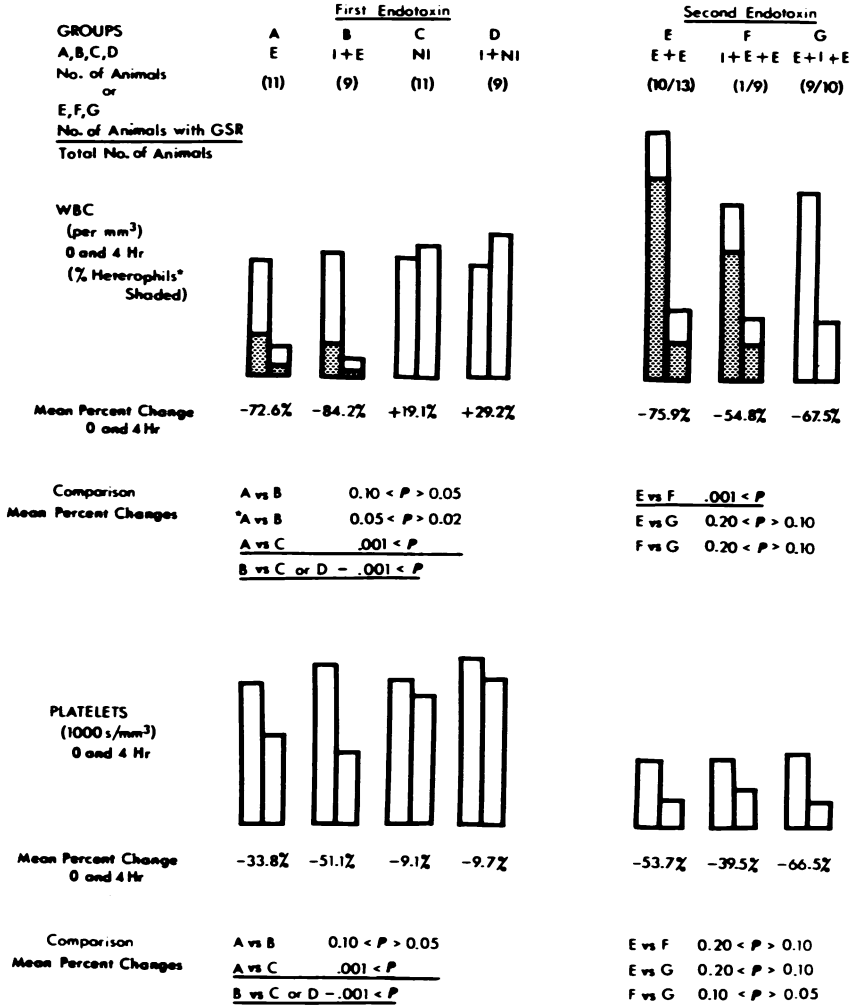 First Endotoxin Second Endotoxin
GROUPS A B C D E F G
A,B,C,D E I+E NI I+NI E+E I+E+E E+I+E
No. of Animals (11) (9) (11) (9) (10/13) (1/9) (9/10)
or
E,F,G
No. of Animals with GSR
Total No. of Animals
WBC
(per mm³)
0 and 4 Hr
(% Heterophils*
Shaded)
Mean Percent Change -72.6% -84.2% +19.1% +29.2% -75.9% -54.8% -67.5%
0 and 4 Hr
Comparison A vs B 0.10 < P > 0.05 E vs F .001 < P
Mean Percent Changes *A vs B 0.05 < P > 0.02 E vs G 0.20 < P > 0.10
A vs C .001 < P F vs G 0.20 < P > 0.10
B vs C or D - .001 < P
PLATELETS
(1000 s/mm³)
0 and 4 Hr
Mean Percent Change -33.8% -51.1% -9.1% -9.7% -53.7% -39.5% -66.5%
0 and 4 Hr
Comparison A vs B 0.10 < P > 0.05 E vs F 0.20 < P > 0.10
Mean Percent Changes A vs C .001 < P E vs G 0.20 < P > 0.10
B vs C or D -.001 < P F vs G 0.10 < P > 0.05